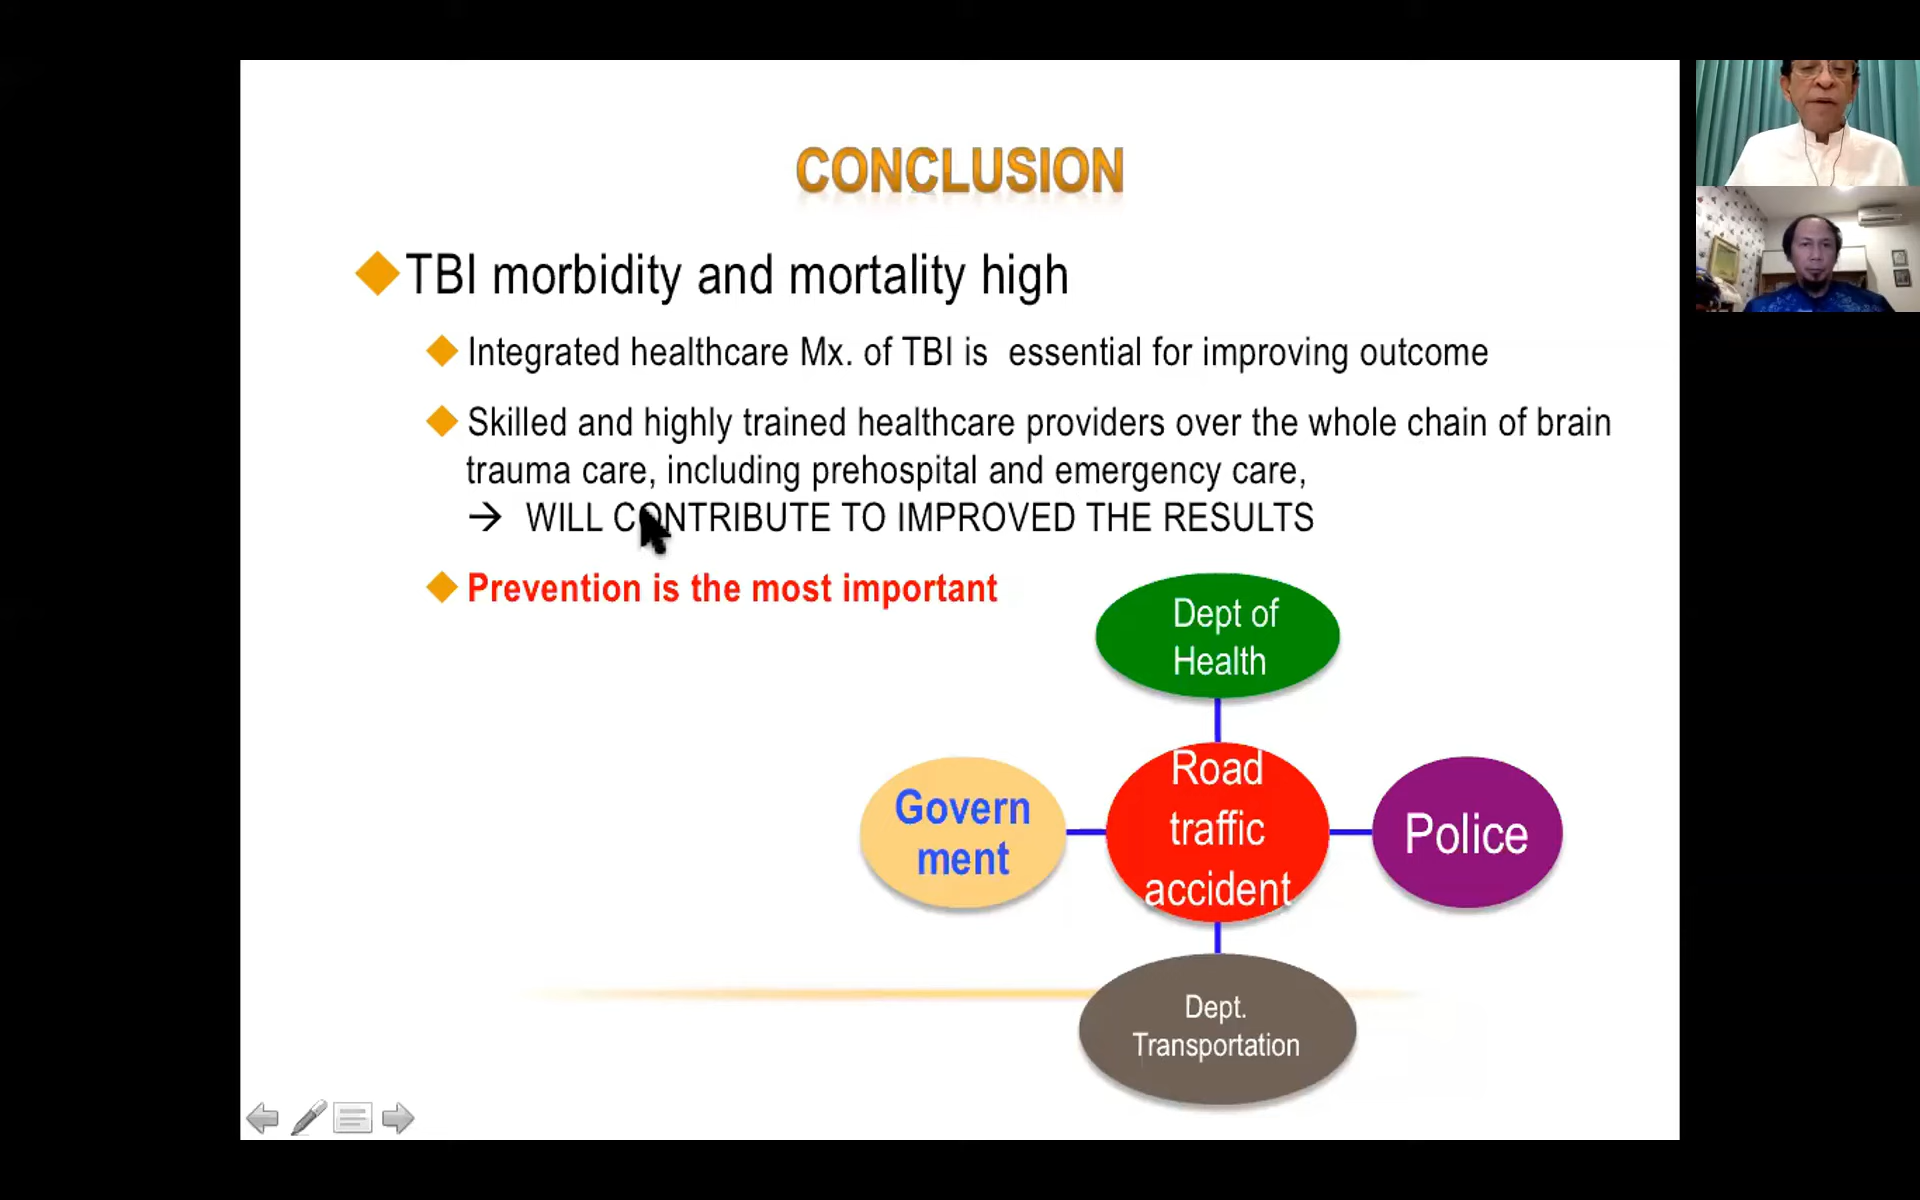 CONCLUSION
TBI morbidity and mortality high
Integrated healthcare Mx. of TBI is  essential for improving outcome
Skilled and highly trained healthcare providers over the whole chain of brain
trauma care, including prehospital and emergency care,
→ WILL CONTRIBUTE TO IMPROVED THE RESULTS
Prevention is the most important
Dept of
Health
Govern
ment
Road
traffic
accident
Police
Dept.
Transportation